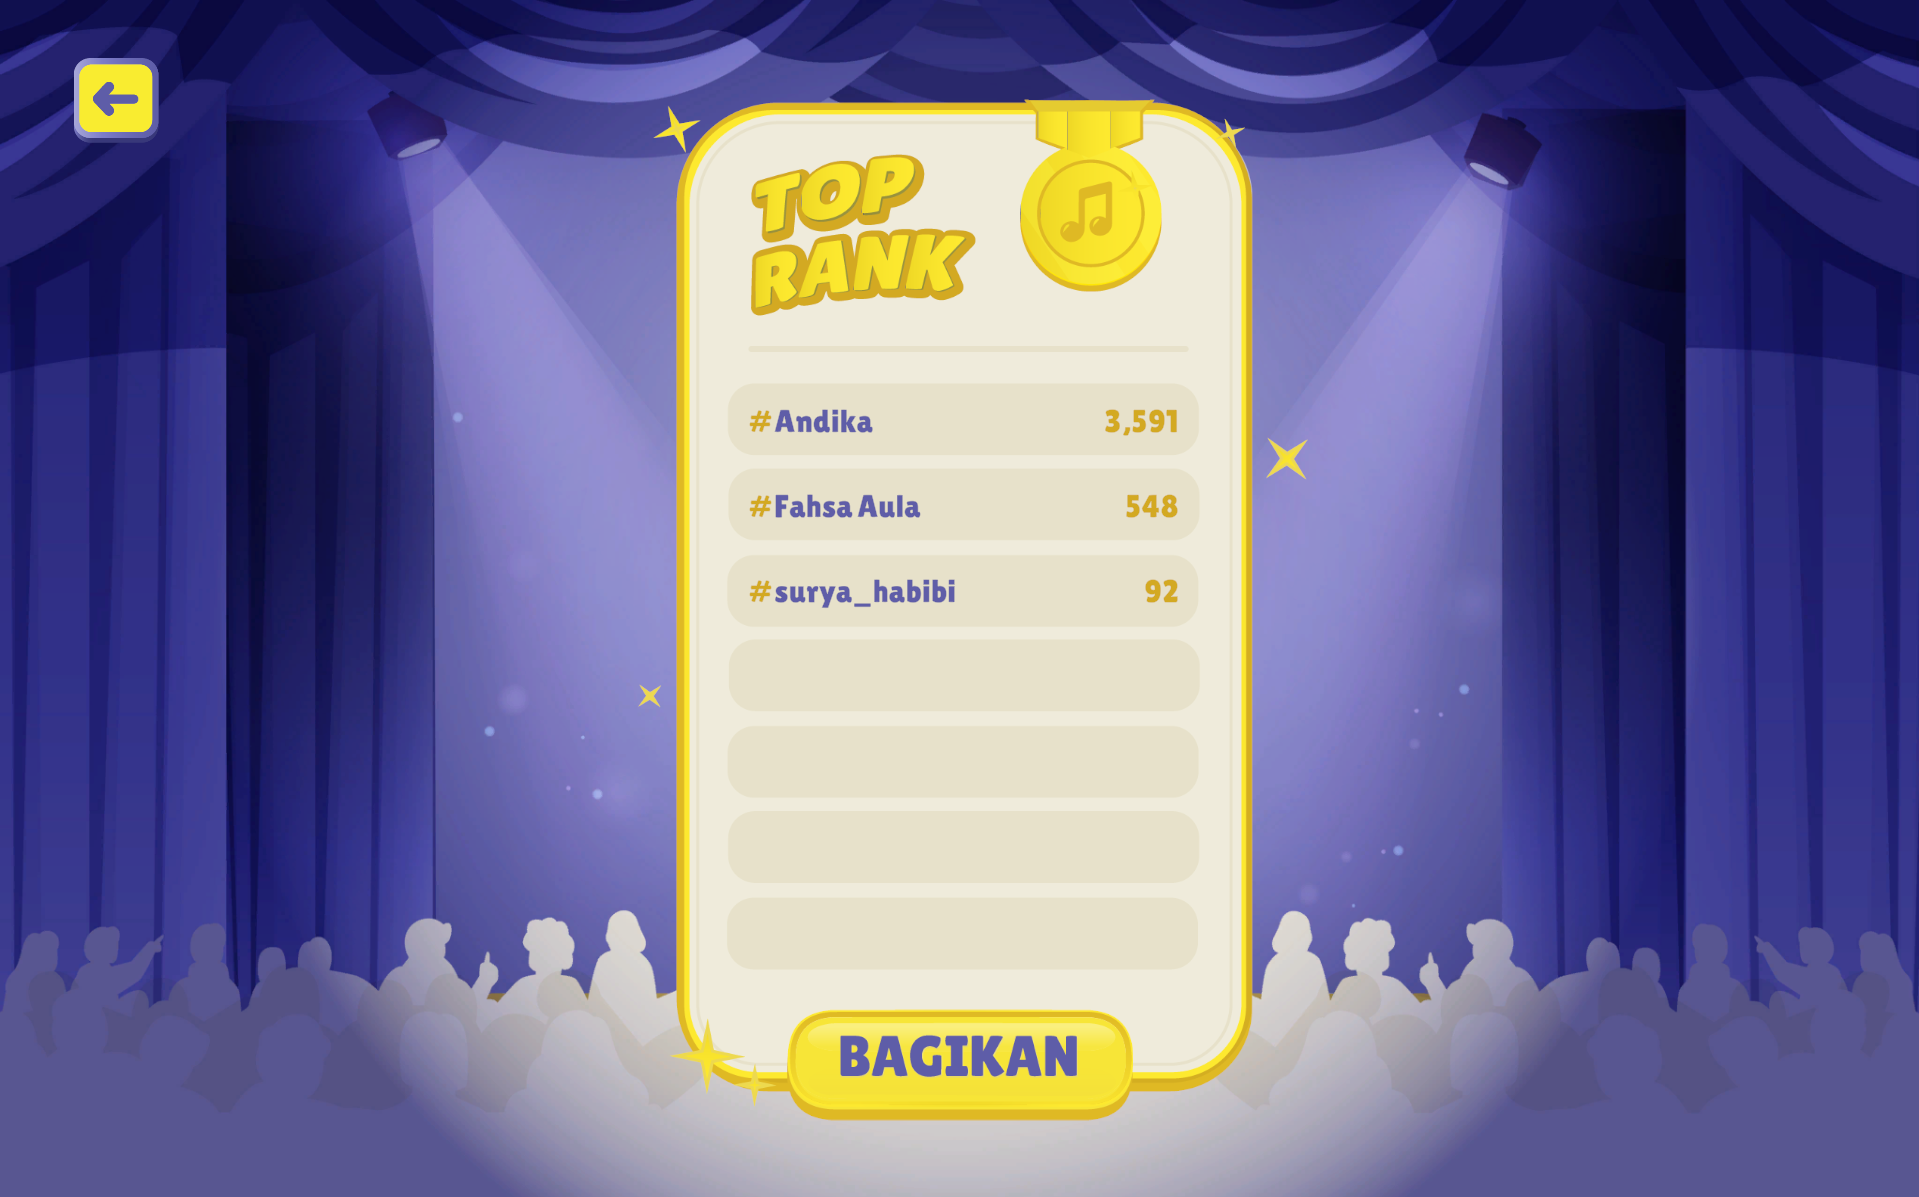 TOP
RANK
#Andika 3,591
#Fahsa Aula 548
#surya_habibi 92
BAGIKAN